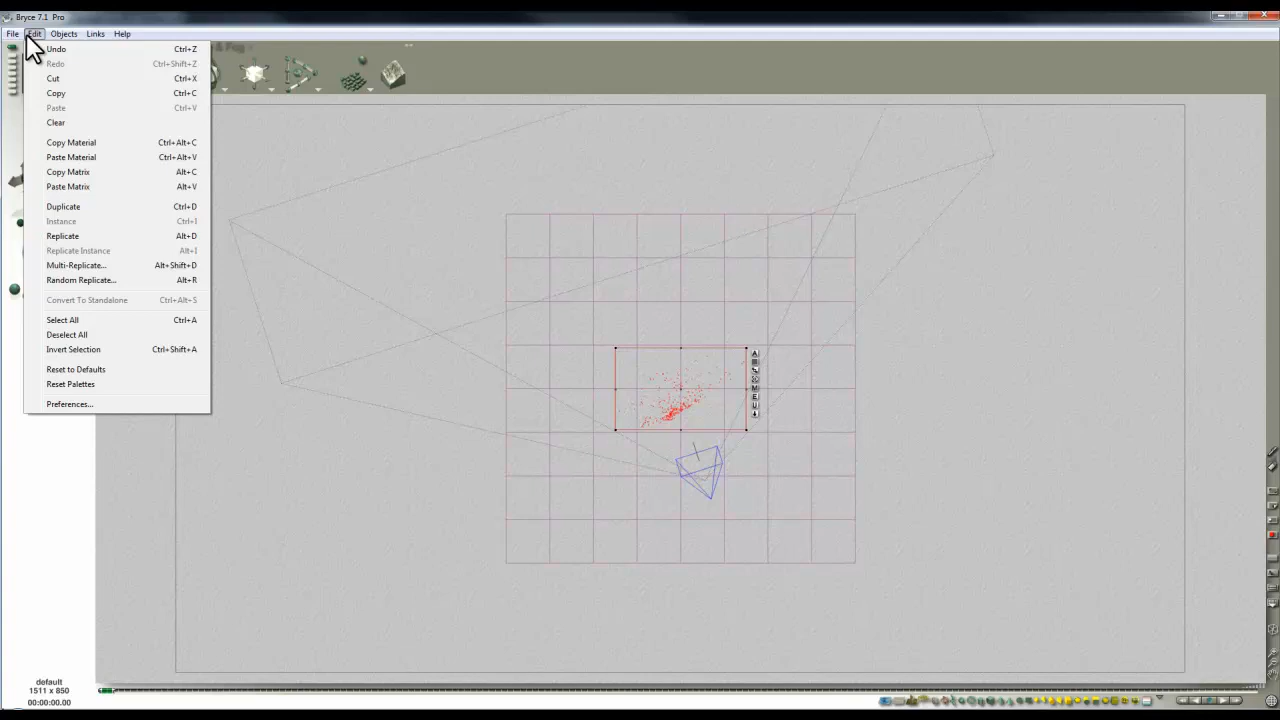 Bryce 7.1 Pro
File Edit Objects Links Help
Undo Ctrl+Z
Redo Ctrl+Shift+Z
Cut Ctrl+X
Copy Ctrl+C
Paste Ctrl+V
Clear
Copy Material Ctrl+Alt+C
Paste Material Ctrl+Alt+V
Copy Matrix Alt+C
Paste Matrix Alt+V
Duplicate Ctrl+D
Instance Ctrl+I
Replicate Alt+D
Replicate Instance Alt+I
Multi-Replicate... Alt+Shift+D
Random Replicate... Alt+R
Convert To Standalone Ctrl+Alt+S
Select All Ctrl+A
Deselect All
Invert Selection Ctrl+Shift+A
Reset to Defaults
Reset Palettes
Preferences...
& Fog
A
M
E
U
default
1511 x 850
00:00:00.00